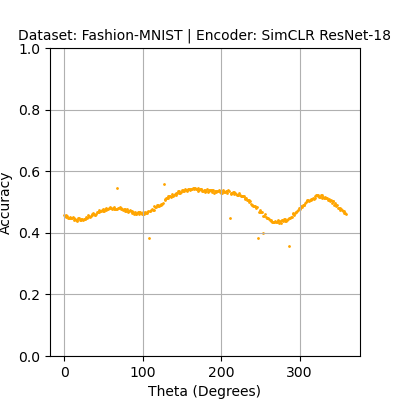 Dataset: Fashion-MNIST | Encoder: SimCLR ResNet-18
1.0
0.8
0.6
0.4
0.2
0.0
Accuracy
0 100 200 300
Theta (Degrees)